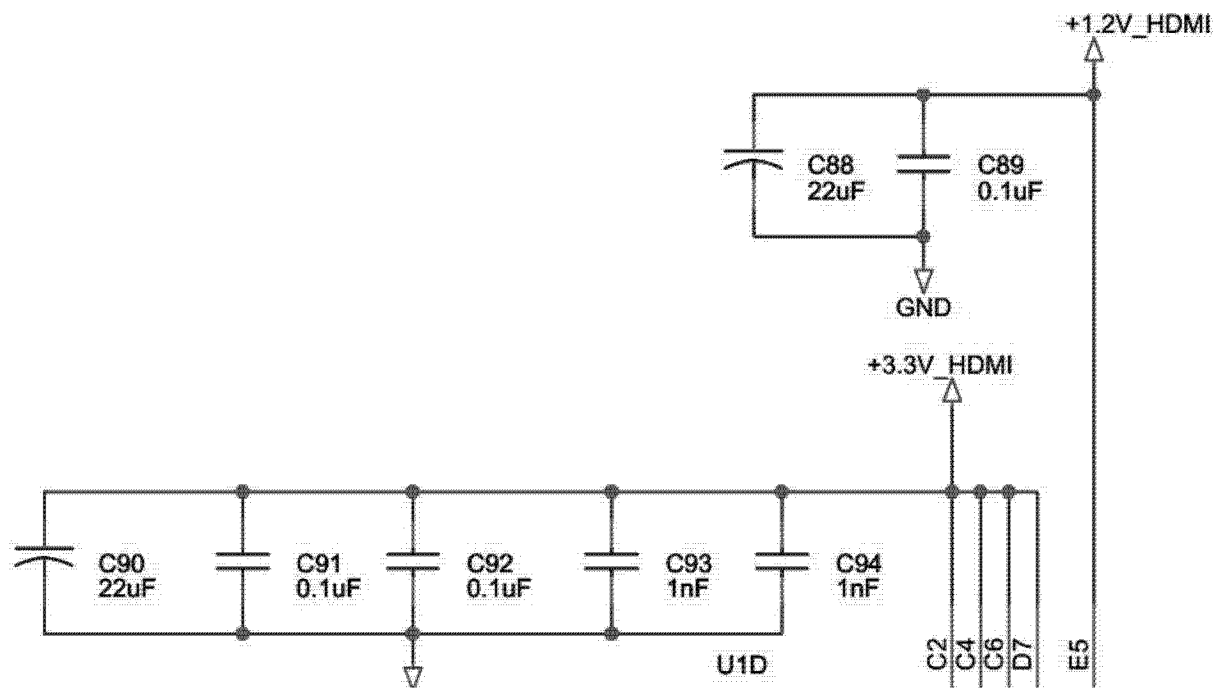 +1.2V_HDMI
C88
22uF
C89
0.1uF
GND
+3.3V_HDMI
C90
22uF
C91
0.1uF
C92
0.1uF
C93
1nF
C94
1nF
U1D
C2
C4
C6
D7
E5